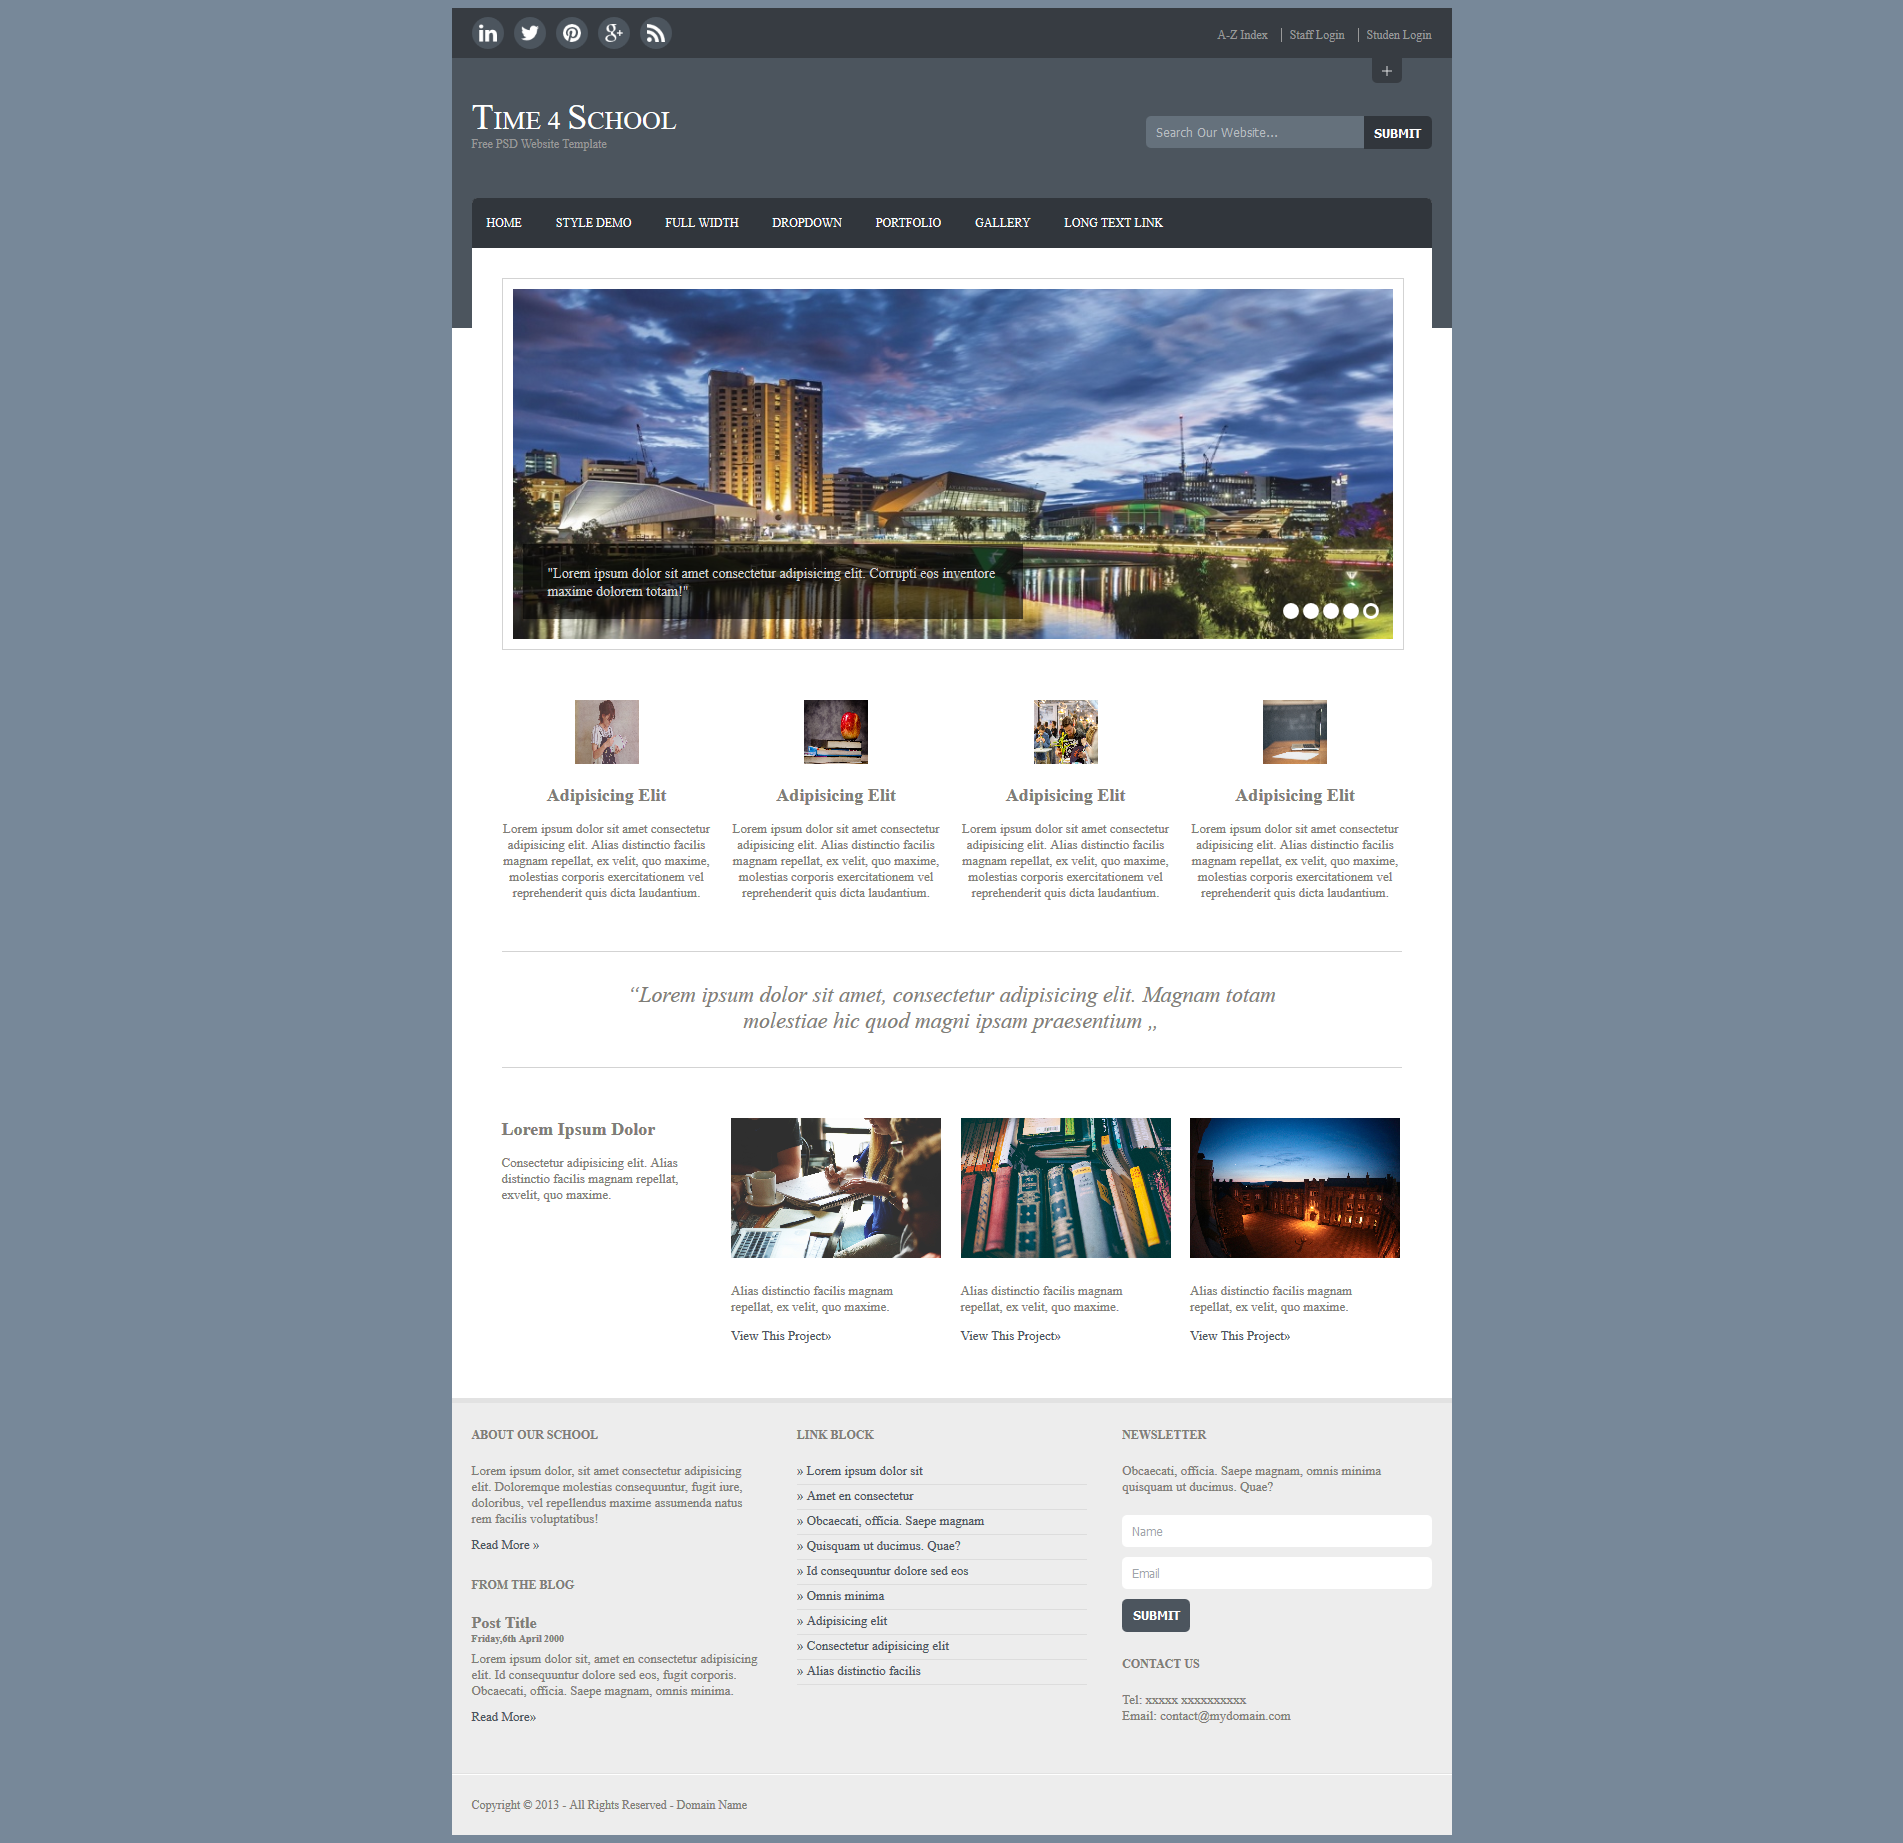 A-Z Index
Staff Login
Studen Login
+
TIME 4 SCHOOL
Free PSD Website Template
Search Our Website...
SUBMIT
HOME
STYLE DEMO
FULL WIDTH
DROPDOWN
PORTFOLIO
GALLERY
LONG TEXT LINK
"Lorem ipsum dolor sit amet consectetur adipisicing elit. Corrupti eos inventore
maxime dolorem totam!"
Adipisicing Elit
Lorem ipsum dolor sit amet consectetur
adipisicing elit. Alias distinctio facilis
magnam repellat, ex velit, quo maxime,
molestias corporis exercitationem vel
reprehenderit quis dicta laudantium.
Adipisicing Elit
Lorem ipsum dolor sit amet consectetur
adipisicing elit. Alias distinctio facilis
magnam repellat, ex velit, quo maxime,
molestias corporis exercitationem vel
reprehenderit quis dicta laudantium.
Adipisicing Elit
Lorem ipsum dolor sit amet consectetur
adipisicing elit. Alias distinctio facilis
magnam repellat, ex velit, quo maxime,
molestias corporis exercitationem vel
reprehenderit quis dicta laudantium.
Adipisicing Elit
Lorem ipsum dolor sit amet consectetur
adipisicing elit. Alias distinctio facilis
magnam repellat, ex velit, quo maxime,
molestias corporis exercitationem vel
reprehenderit quis dicta laudantium.
“Lorem ipsum dolor sit amet, consectetur adipisicing elit. Magnam totam
molestiae hic quod magni ipsam praesentium „
Lorem Ipsum Dolor
Consectetur adipisicing elit. Alias
distinctio facilis magnam repellat,
exvelit, quo maxime.
Alias distinctio facilis magnam
repellat, ex velit, quo maxime.
View This Project»
Alias distinctio facilis magnam
repellat, ex velit, quo maxime.
View This Project»
Alias distinctio facilis magnam
repellat, ex velit, quo maxime.
View This Project»
ABOUT OUR SCHOOL
Lorem ipsum dolor, sit amet consectetur adipisicing
elit. Doloremque molestias consequuntur, fugit iure,
doloribus, vel repellendus maxime assumenda natus
rem facilis voluptatibus!
Read More »
FROM THE BLOG
Post Title
Friday,6th April 2000
Lorem ipsum dolor sit, amet en consectetur adipisicing
elit. Id consequuntur dolore sed eos, fugit corporis.
Obcaecati, officia. Saepe magnam, omnis minima.
Read More»
LINK BLOCK
» Lorem ipsum dolor sit
» Amet en consectetur
» Obcaecati, officia. Saepe magnam
» Quisquam ut ducimus. Quae?
» Id consequuntur dolore sed eos
» Omnis minima
» Adipisicing elit
» Consectetur adipisicing elit
» Alias distinctio facilis
NEWSLETTER
Obcaecati, officia. Saepe magnam, omnis minima
quisquam ut ducimus. Quae?
Name
Email
SUBMIT
CONTACT US
Tel: xxxxx xxxxxxxxxx
Email: contact@mydomain.com
Copyright © 2013 - All Rights Reserved - Domain Name